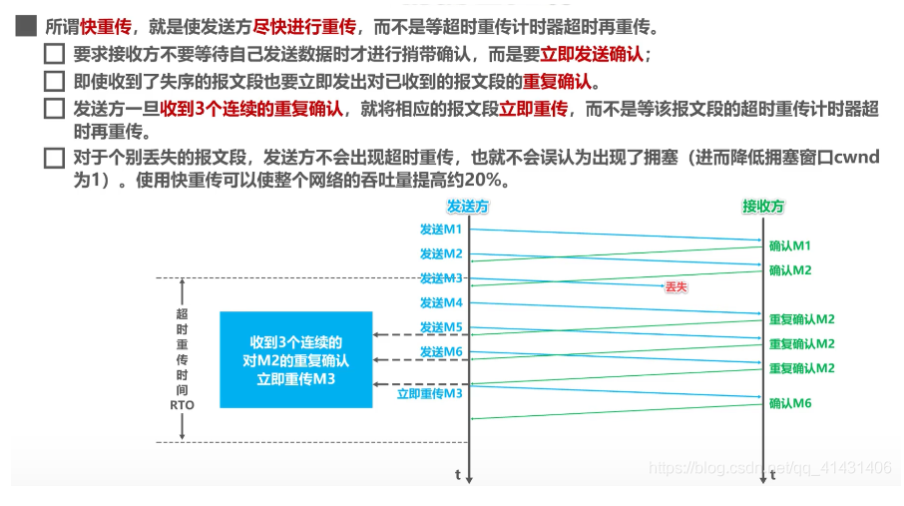 所谓快重传，就是使发送方尽快进行重传，而不是等超时重传计时器超时再重传。
要求接收方不要等待自己发送数据时才进行捎带确认，而是要立即发送确认；
即使收到了失序的报文段也要立即发出对已收到的报文段的重复确认。
发送方一旦收到3个连续的重复确认，就将相应的报文段立即重传，而不是等该报文段的超时重传计时器超
时再重传。
对于个别丢失的报文段，发送方不会出现超时重传，也就不会误认为出现了拥塞（进而降低拥塞窗口cwnd
为1）。使用快重传可以使整个网络的吞吐量提高约20%。
发送方
接收方
发送M1
确认M1
发送M2
确认M2
发送M3
丢失
发送M4
重复确认M2
发送M5
重复确认M2
发送M6
重复确认M2
立即重传M3
确认M6
超时重传时间
RTO
收到3个连续的
对M2的重复确认
立即重传M3
t
t
https://blog.csdn.net/qq_41431406